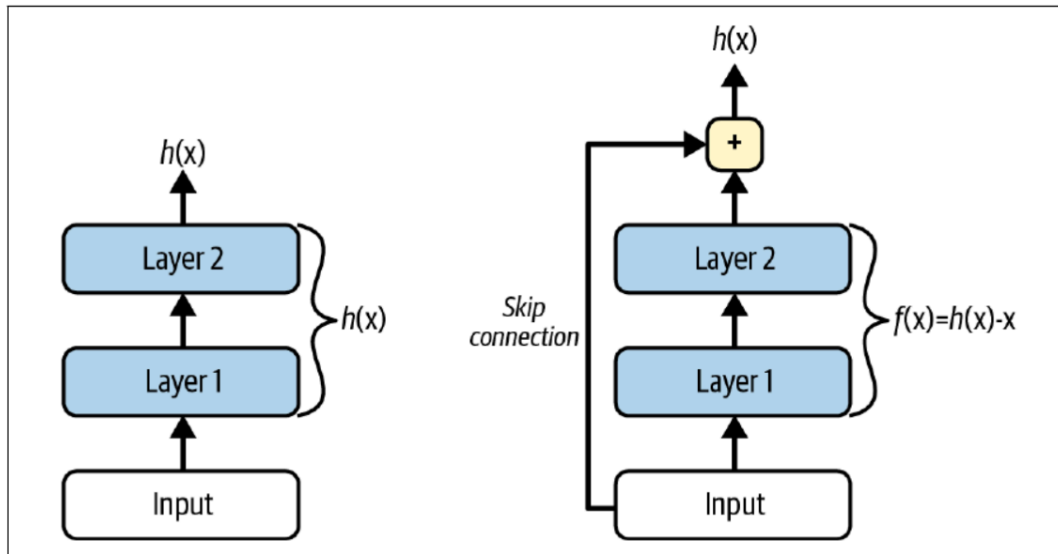 h(x)
Layer 2
Layer 1
h(x)
Input
h(x)
+
Layer 2
Skip
connection
f(x)=h(x)-x
Layer 1
Input